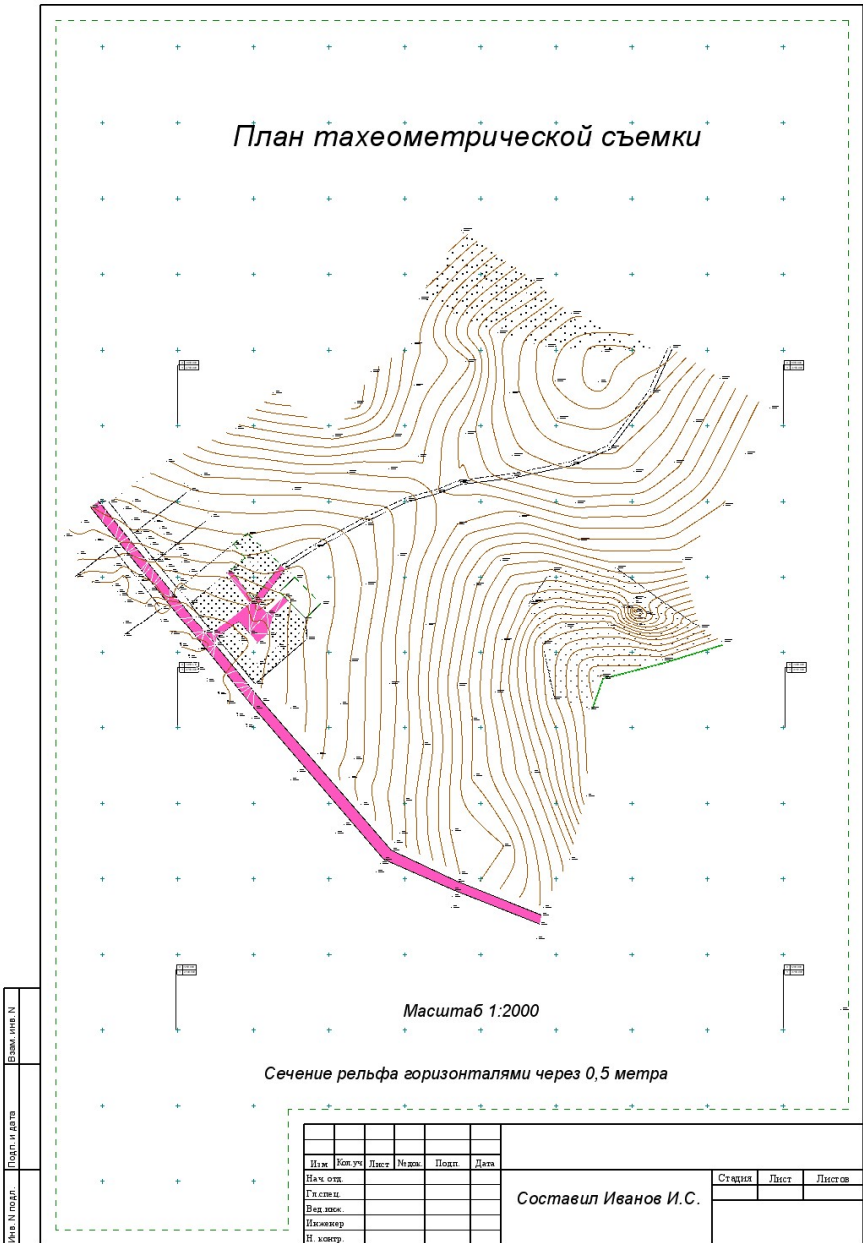 План тахеометрической съемки
Масштаб 1:2000
Сечение рельфа горизонталями через 0,5 метра
Взам. инв. N
Подп. и дата
Инв. N подл.
Изм Кол.уч Лист №док. Подп. Дата
Нач. отд.
Гл.спец.
Вед.инж.
Инженер
Н. контр.
Составил Иванов И.С.
Стадия Лист Листов